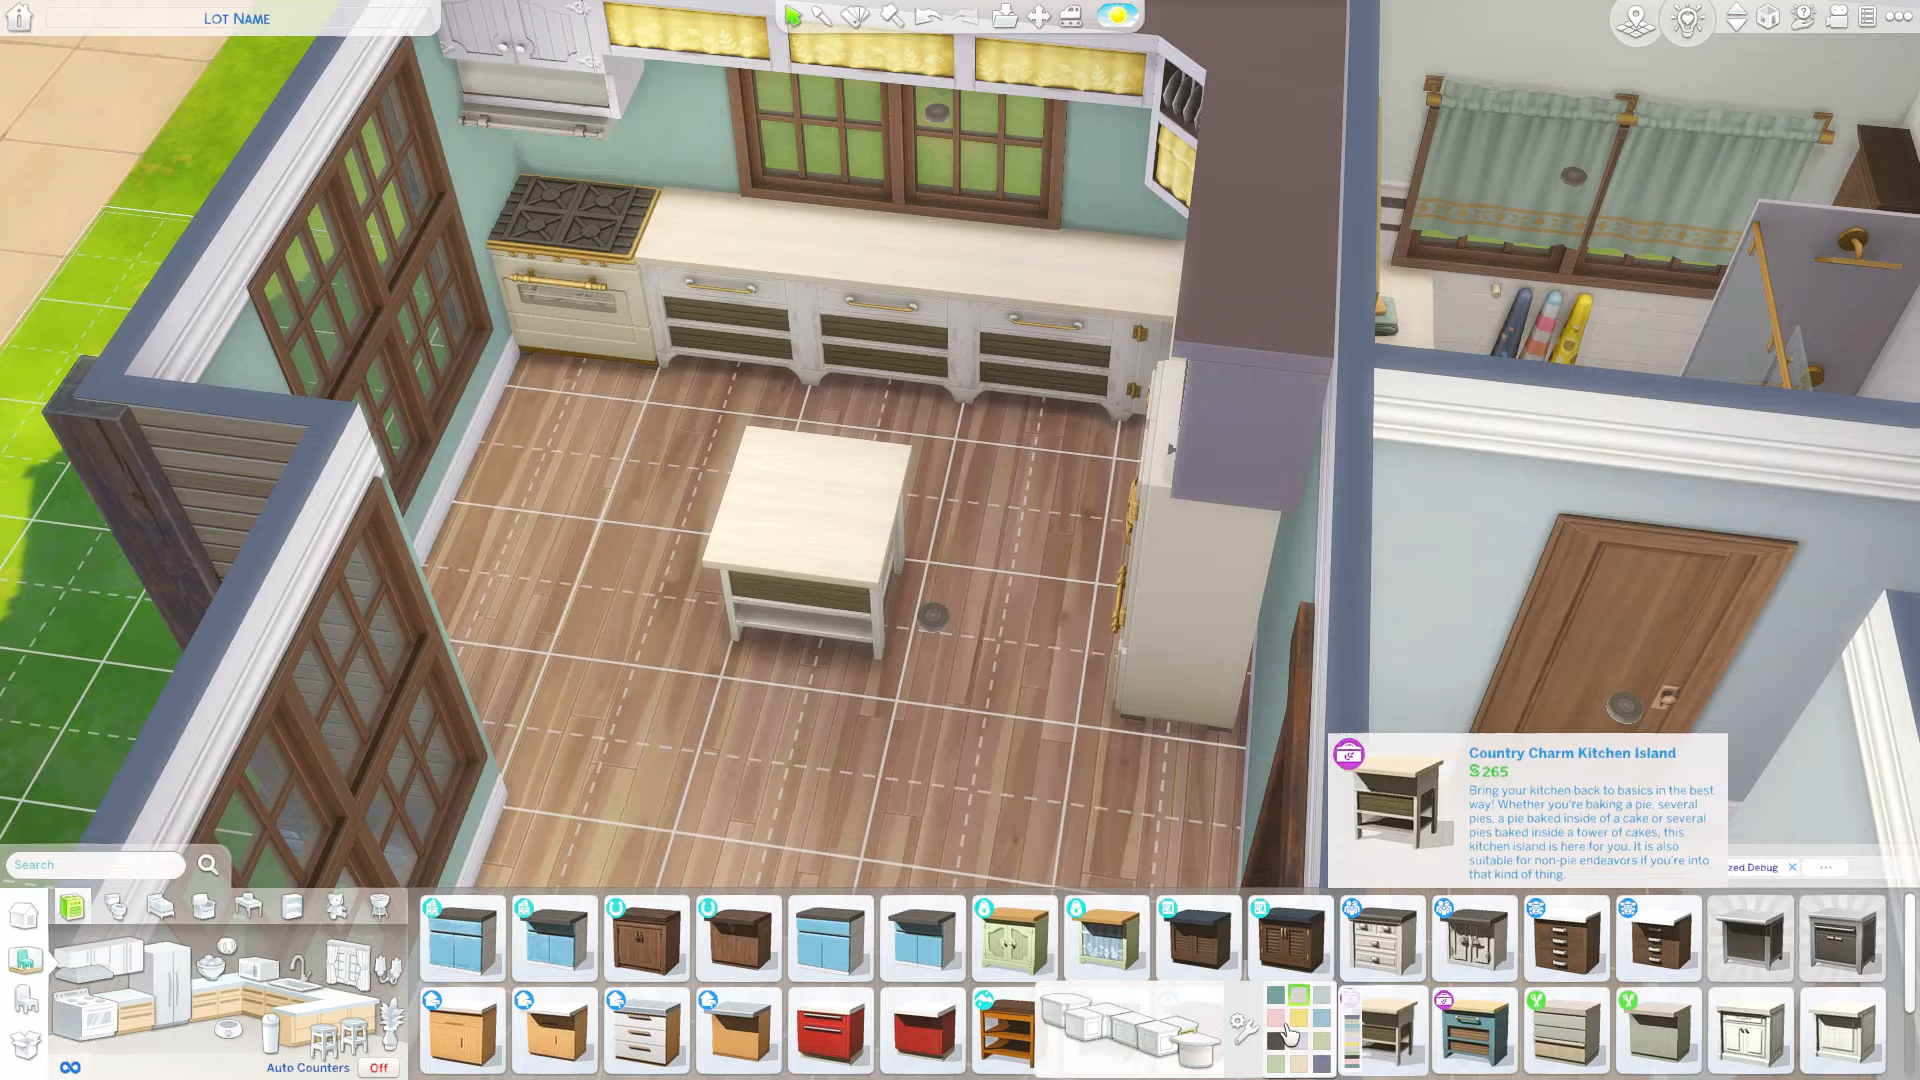 LOT NAME
Country Charm Kitchen Island
§265
Bring your kitchen back to basics in the best
way! Whether you're baking a pie, several
pies, a pie baked inside of a cake or several
pies baked inside a tower of cakes, this
kitchen island is here for you. It is also
suitable for non-pie endeavors if you're into
that kind of thing.
Search
zed Debug
Auto Counters Off